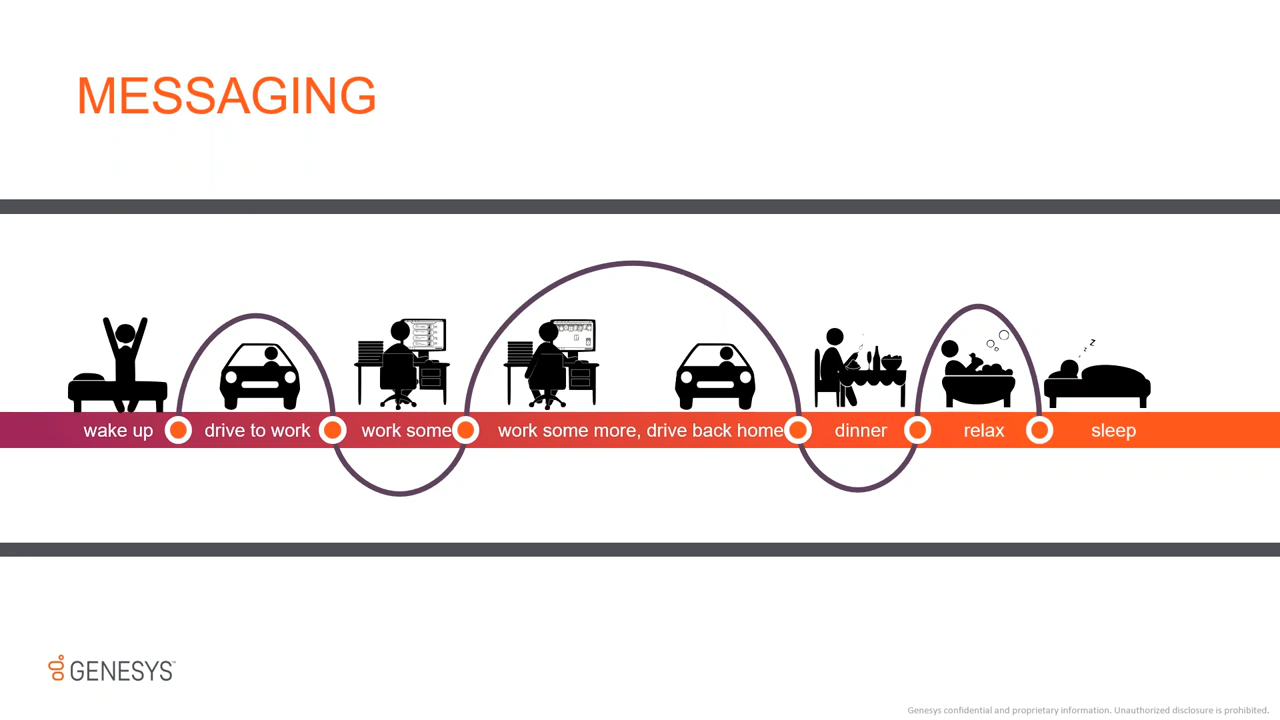 MESSAGING
z
z
wake up drive to work work some work some more, drive back home dinner relax sleep
GENESYS™
Genesys confidential and proprietary information. Unauthorized disclosure is prohibited.